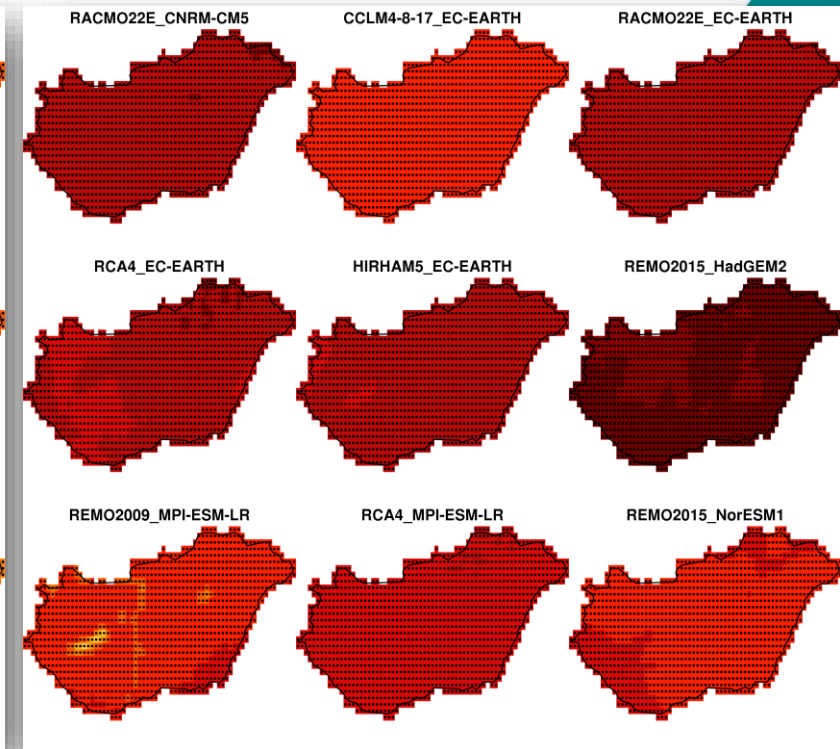 RACMO22E_CNRM-CM5
CCLM4-8-17_EC-EARTH
RACMO22E_EC-EARTH
RCA4_EC-EARTH
HIRHAM5_EC-EARTH
REMO2015_HadGEM2
REMO2009_MPI-ESM-LR
RCA4_MPI-ESM-LR
REMO2015_NorESM1